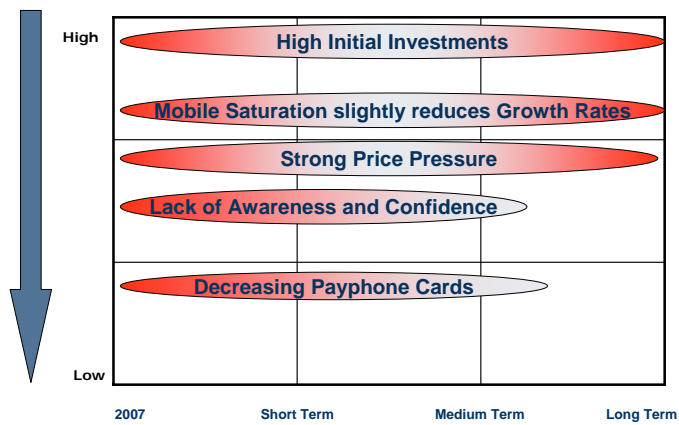 High
High Initial Investments
Mobile Saturation slightly reduces Growth Rates
Strong Price Pressure
Lack of Awareness and Confidence
Decreasing Payphone Cards
Low
2007 Short Term Medium Term Long Term